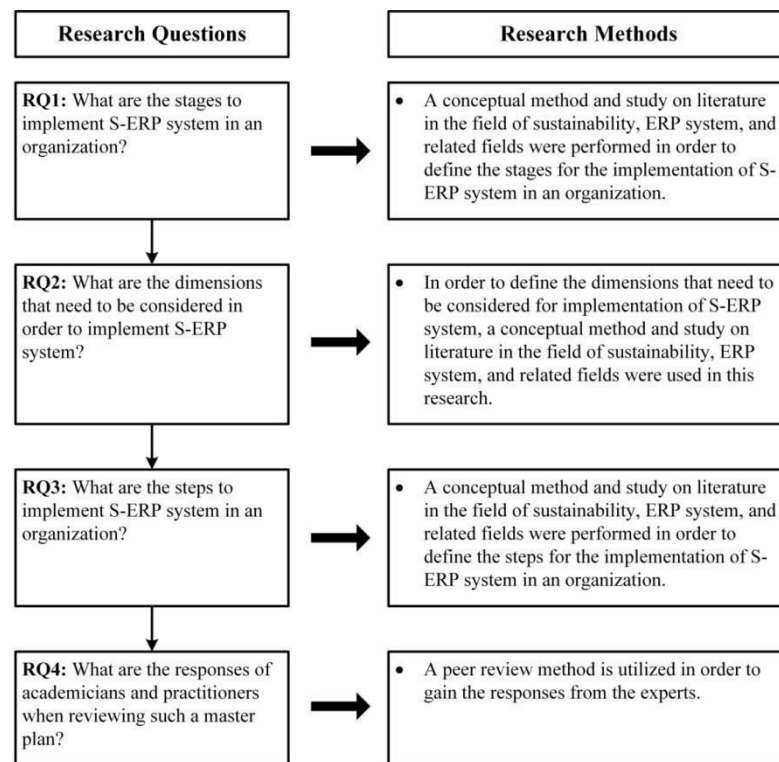 Research Questions
Research Methods
RQ1: What are the stages to
implement S-ERP system in an
organization?
• A conceptual method and study on literature
in the field of sustainability, ERP system, and
related fields were performed in order to
define the stages for the implementation of S-
ERP system in an organization.
RQ2: What are the dimensions
that need to be considered in
order to implement S-ERP
system?
• In order to define the dimensions that need to
be considered for implementation of S-ERP
system, a conceptual method and study on
literature in the field of sustainability, ERP
system, and related fields were used in this
research.
RQ3: What are the steps to
implement S-ERP system in an
organization?
• A conceptual method and study on literature
in the field of sustainability, ERP system, and
related fields were performed in order to
define the steps for the implementation of S-
ERP system in an organization.
RQ4: What are the responses of
academicians and practitioners
when reviewing such a master
plan?
• A peer review method is utilized in order to
gain the responses from the experts.